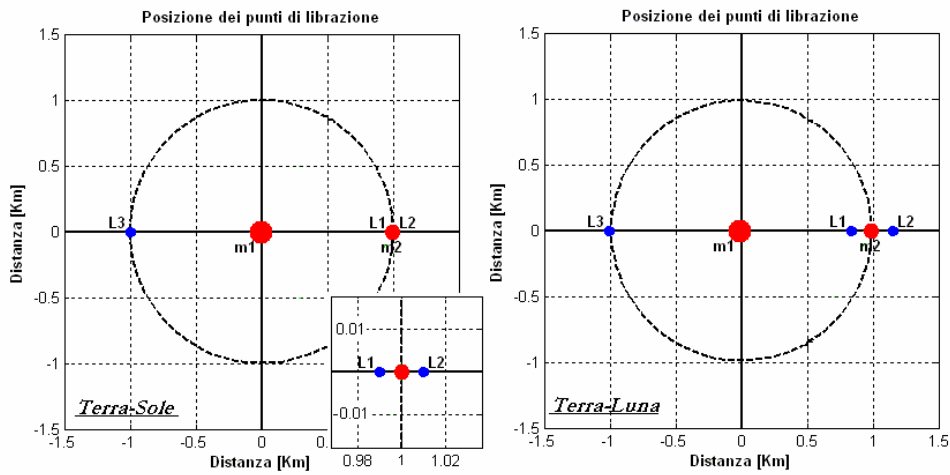 Posizione dei punti di librazione
1.5
1
0.5
0
-0.5
-1
-1.5
Distanza [Km]
L3
m1
L1
L2
m2
Terra-Sole
-1.5
-1
-0.5
0
0.
Distanza [Km]
0.01
L1
L2
-0.01
0.98
1
1.02
Posizione dei punti di librazione
1.5
1
0.5
0
-0.5
-1
-1.5
Distanza [Km]
L3
m1
L1
m2
L2
Terra-Luna
-1.5
-1
-0.5
0
0.5
1
1.5
Distanza [Km]